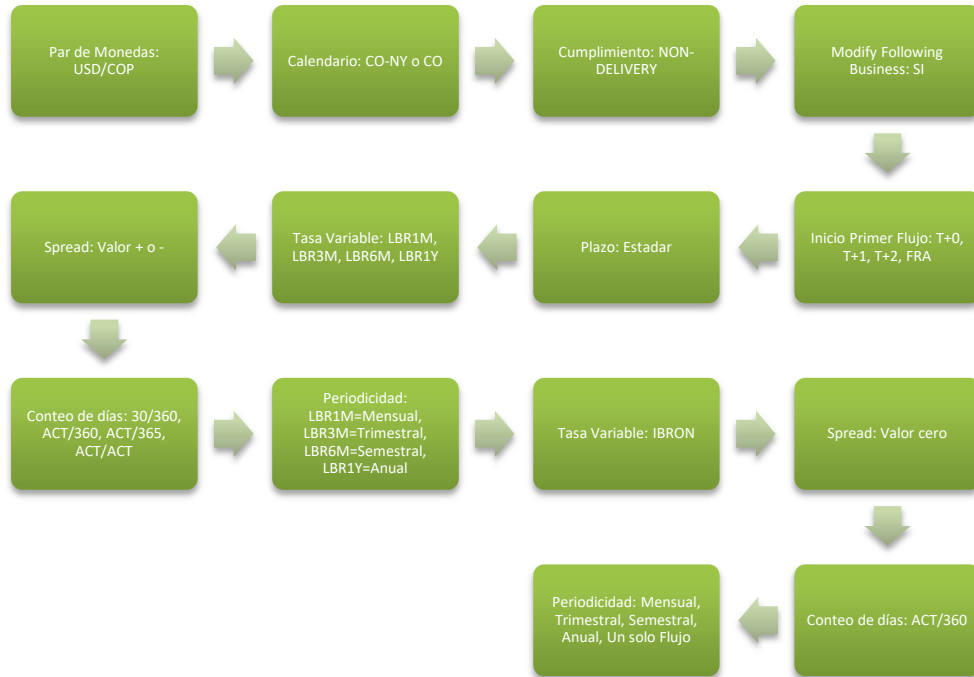 Par de Monedas:
USD/COP
Calendario: CO-NY o CO
Cumplimiento: NON-
DELIVERY
Modify Following
Business: SI
Inicio Primer Flujo: T+0,
T+1, T+2, FRA
Plazo: Estadar
Tasa Variable: LBR1M,
LBR3M, LBR6M, LBR1Y
Spread: Valor + o -
Conteo de días: 30/360,
ACT/360, ACT/365,
ACT/ACT
Periodicidad:
LBR1M=Mensual,
LBR3M=Trimestral,
LBR6M=Semestral,
LBR1Y=Anual
Tasa Variable: IBRON
Spread: Valor cero
Conteo de días: ACT/360
Periodicidad: Mensual,
Trimestral, Semestral,
Anual, Un solo Flujo